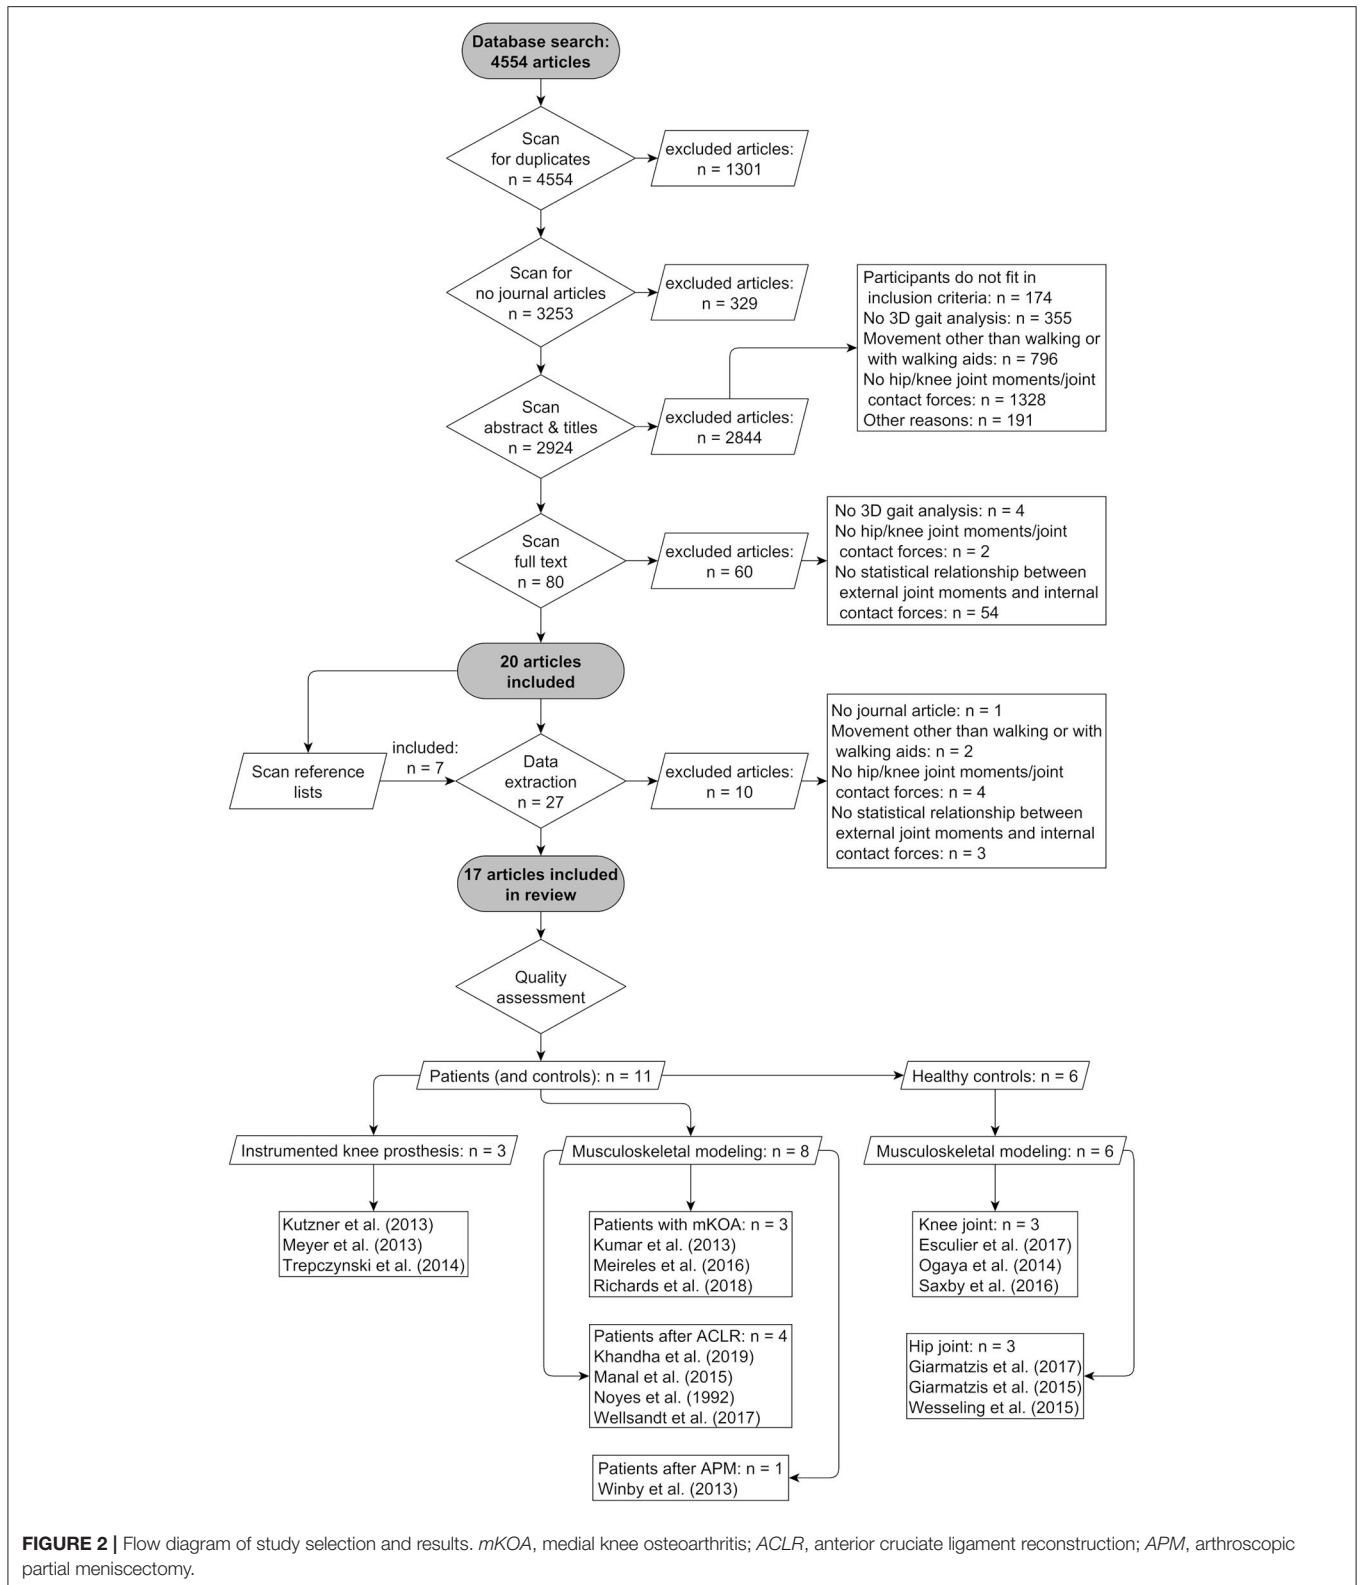 Database search:
4554 articles
Scan
for duplicates
n = 4554
excluded articles:
n = 1301
Scan for
no journal articles
n = 3253
excluded articles:
n = 329
Scan
abstract & titles
n = 2924
excluded articles:
n = 2844
Participants do not fit in
inclusion criteria: n = 174
No 3D gait analysis: n = 355
Movement other than walking or
with walking aids: n = 796
No hip/knee joint moments/joint
contact forces: n = 1328
Other reasons: n = 191
Scan
full text
n = 80
excluded articles:
n = 60
No 3D gait analysis: n = 4
No hip/knee joint moments/joint
contact forces: n = 2
No statistical relationship between
external joint moments and internal
contact forces: n = 54
20 articles
included
Scan reference
lists
included:
n = 7
Data
extraction
n = 27
excluded articles:
n = 10
No journal article: n = 1
Movement other than walking or with
walking aids: n = 2
No hip/knee joint moments/joint
contact forces: n = 4
No statistical relationship between
external joint moments and internal
contact forces: n = 3
17 articles included
in review
Quality
assessment
Patients (and controls): n = 11
Healthy controls: n = 6
Instrumented knee prosthesis: n = 3
Musculoskeletal modeling: n = 8
Musculoskeletal modeling: n = 6
Kutzner et al. (2013)
Meyer et al. (2013)
Trepczynski et al. (2014)
Patients with mKOA: n = 3
Kumar et al. (2013)
Meireles et al. (2016)
Richards et al. (2018)
Knee joint: n = 3
Esculier et al. (2017)
Ogaya et al. (2014)
Saxby et al. (2016)
Patients after ACLR: n = 4
Khandha et al. (2019)
Manal et al. (2015)
Noyes et al. (1992)
Wellsandt et al. (2017)
Hip joint: n = 3
Giarmatzis et al. (2017)
Giarmatzis et al. (2015)
Wesseling et al. (2015)
Patients after APM: n = 1
Winby et al. (2013)
FIGURE 2 | Flow diagram of study selection and results. mKOA, medial knee osteoarthritis; ACLR, anterior cruciate ligament reconstruction; APM, arthroscopic
partial meniscectomy.